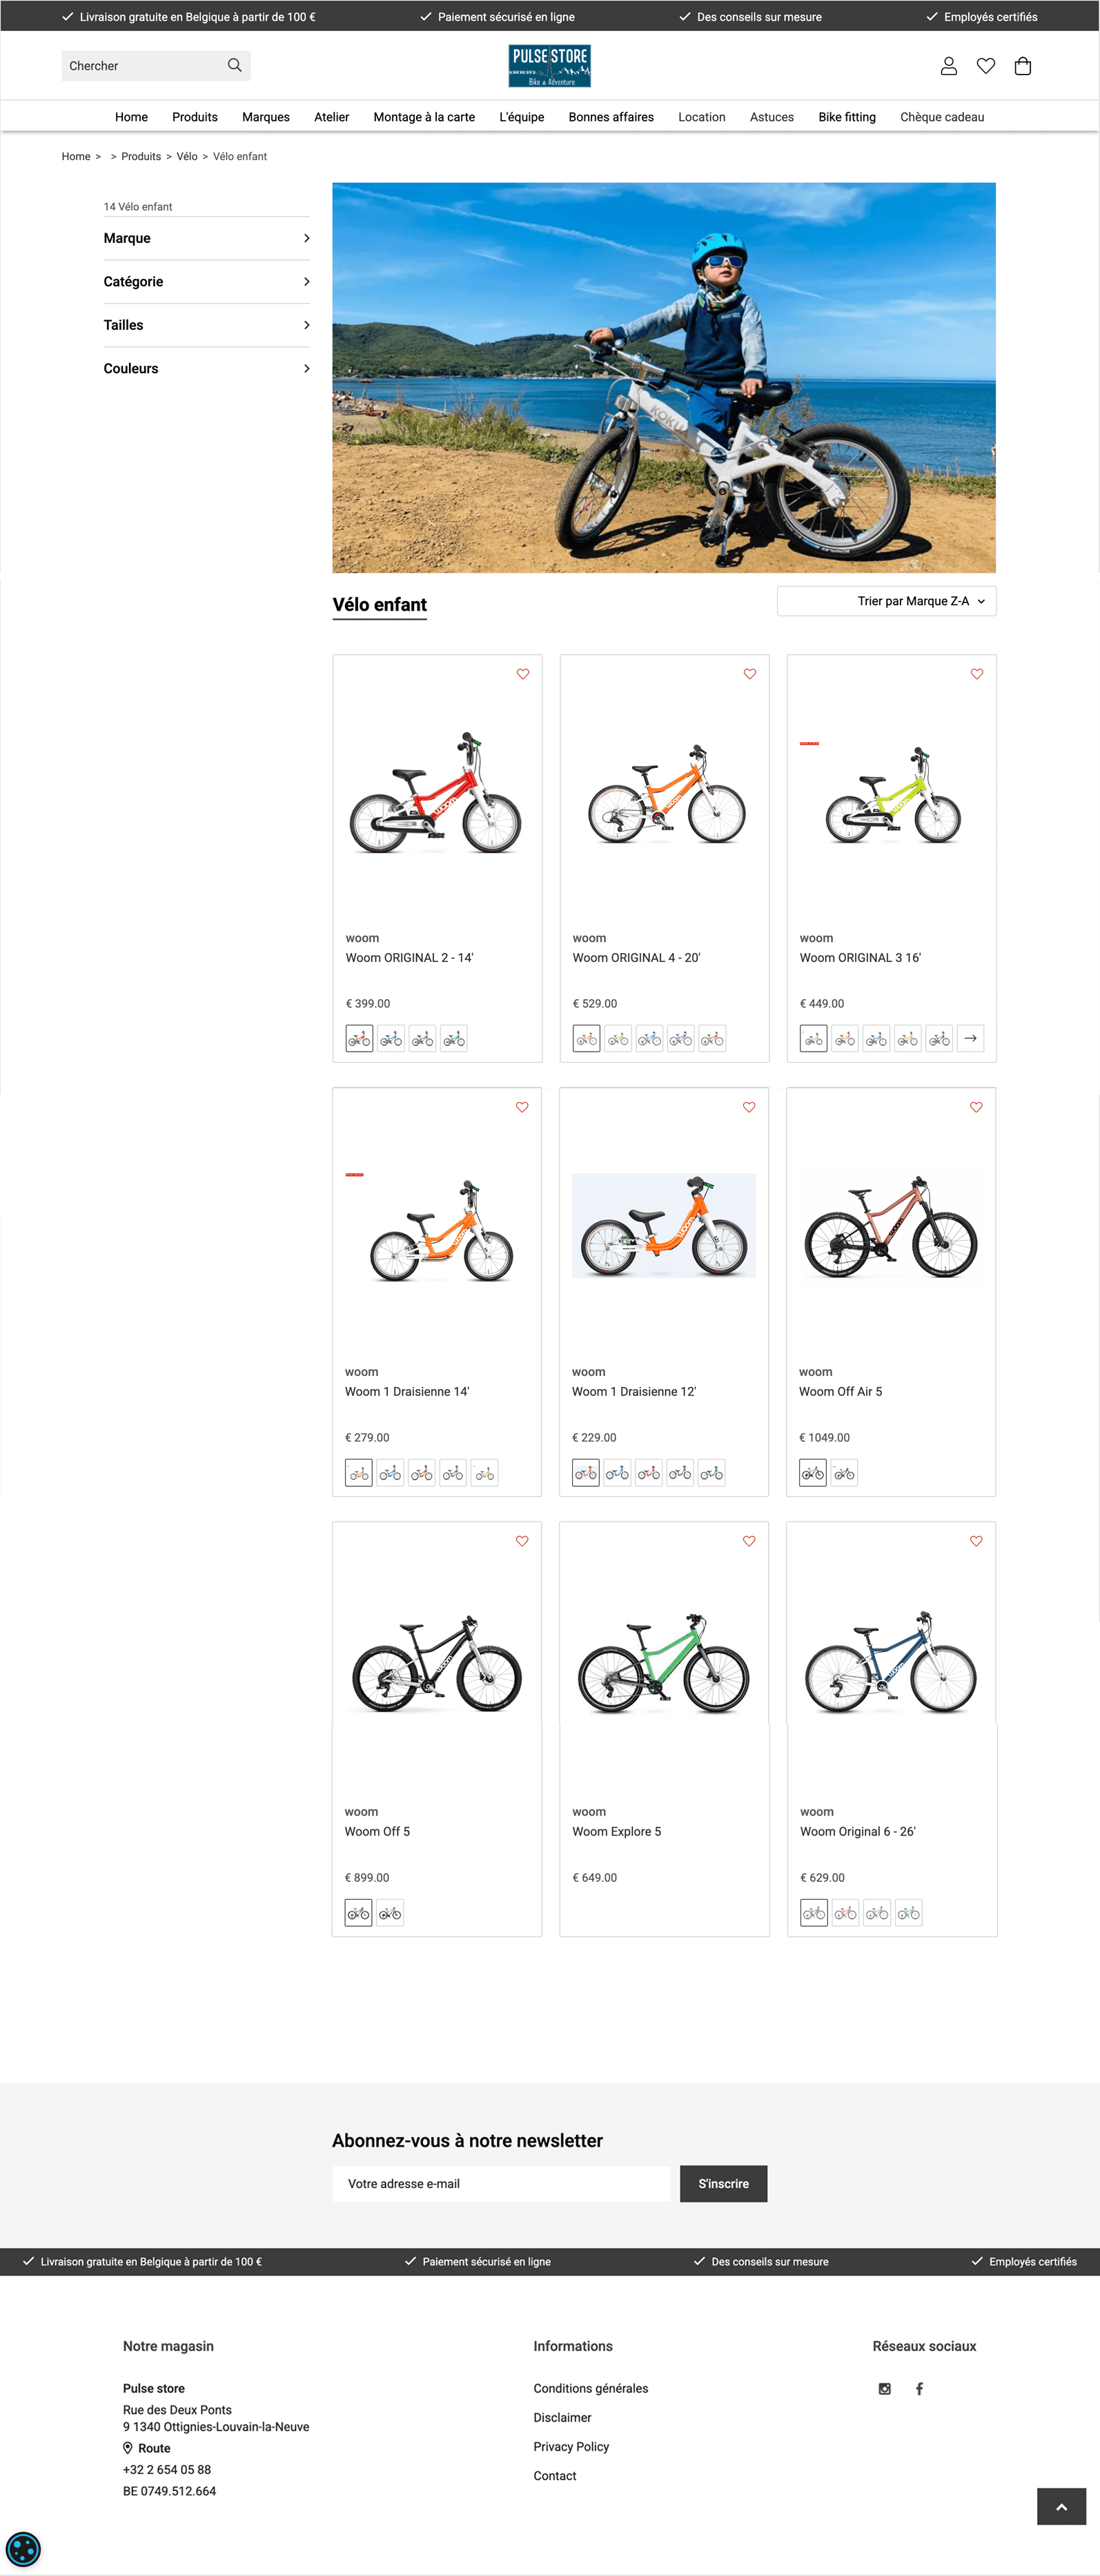 Livraison gratuite en Belgique à partir de 100 € Paiement sécurisé en ligne Des conseils sur mesure Employés certifiés
Chercher
PULSE STORE
Bike & Adventure
Home Produits Marques Atelier Montage à la carte L'équipe Bonnes affaires Location Astuces Bike fitting Chèque cadeau
Home > > Produits > Vélo > Vélo enfant
14 Vélo enfant
Marque
Catégorie
Tailles
Couleurs
Vélo enfant
Trier par Marque Z-A
woom woom woom
Woom ORIGINAL 2 - 14' Woom ORIGINAL 4 - 20' Woom ORIGINAL 3 16'
€ 399.00 € 529.00 € 449.00
woom woom woom
Woom 1 Draisienne 14' Woom 1 Draisienne 12' Woom Off Air 5
€ 279.00 € 229.00 € 1049.00
woom woom woom
Woom Off 5 Woom Explore 5 Woom Original 6 - 26'
€ 899.00 € 649.00 € 629.00
Abonnez-vous à notre newsletter
Votre adresse e-mail S'inscrire
Livraison gratuite en Belgique à partir de 100 € Paiement sécurisé en ligne Des conseils sur mesure Employés certifiés
Notre magasin Informations Réseaux sociaux
Pulse store Conditions générales
Rue des Deux Ponts
9 1340 Ottignies-Louvain-la-Neuve
Disclaimer
Route Privacy Policy
+32 2 654 05 88 Contact
BE 0749.512.664